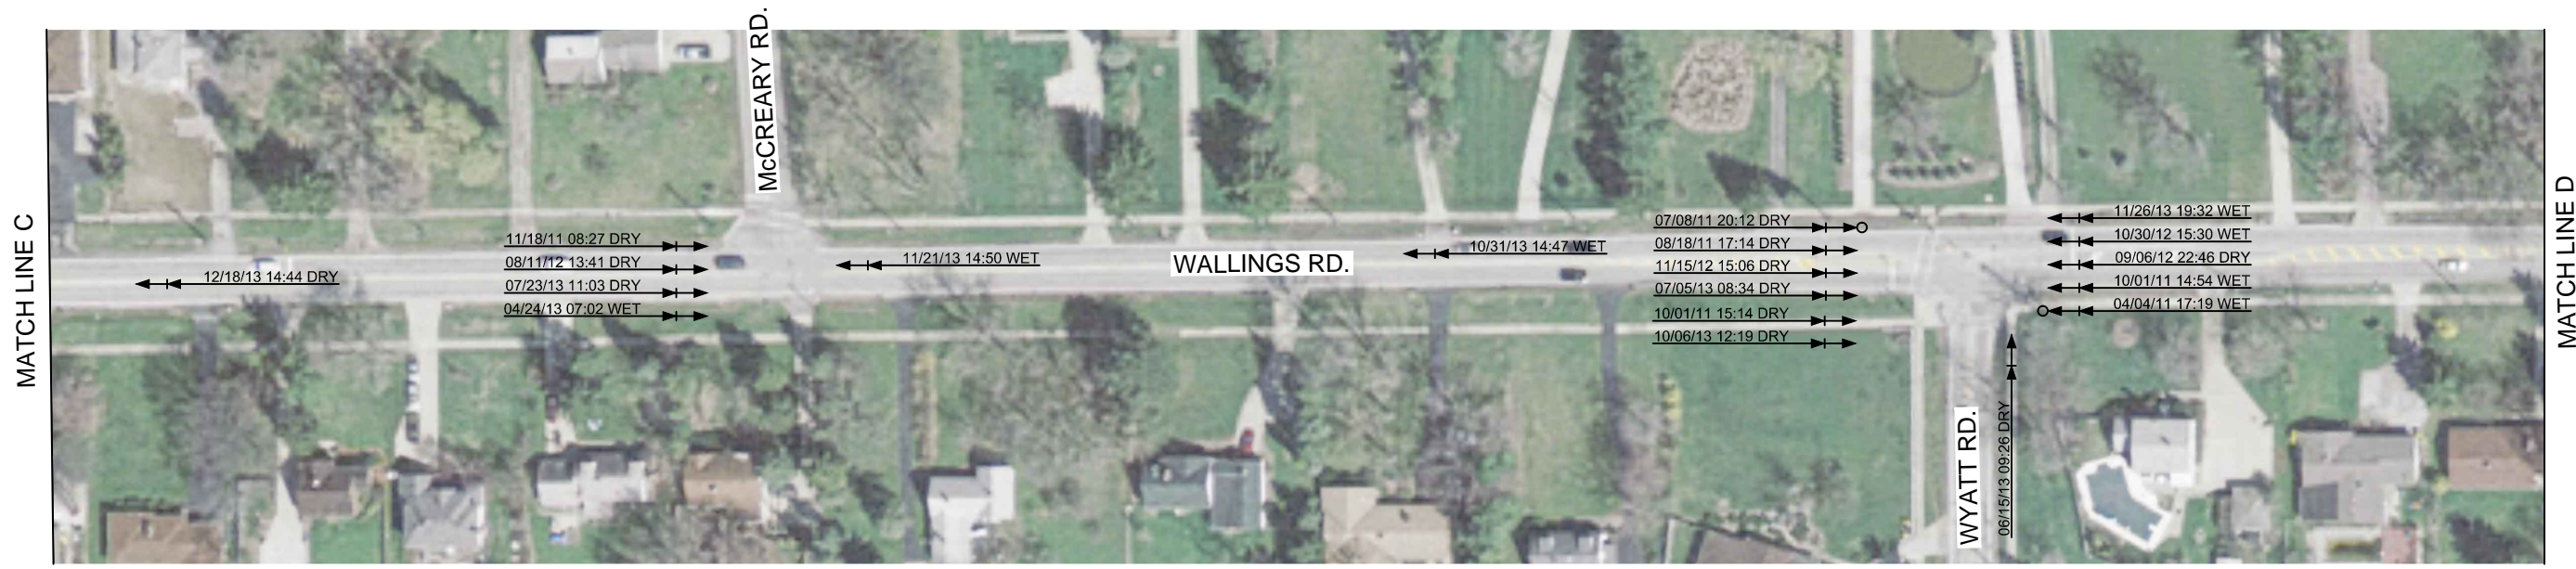 MATCH LINE C
McCREARY RD.
12/18/13 14:44 DRY
11/18/11 08:27 DRY
08/11/12 13:41 DRY
07/23/13 11:03 DRY
04/24/13 07:02 WET
11/21/13 14:50 WET
WALLINGS RD.
10/31/13 14:47 WET
07/08/11 20:12 DRY
08/18/11 17:14 DRY
11/15/12 15:06 DRY
07/05/13 08:34 DRY
10/01/11 15:14 DRY
10/06/13 12:19 DRY
WYATT RD.
06/15/13 09:26 DRY
11/26/13 19:32 WET
10/30/12 15:30 WET
09/06/12 22:46 DRY
10/01/11 14:54 WET
04/04/11 17:19 WET
MATCH LINE D